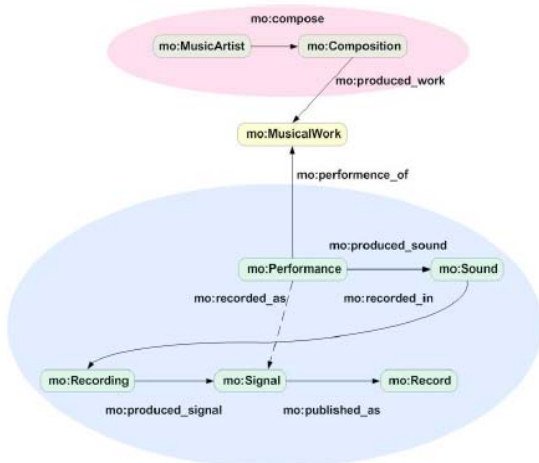 mo:compose
mo:MusicArtist mo:Composition
mo:produced_work
mo:MusicalWork
mo:performence_of
mo:produced_sound
mo:Performance mo:Sound
mo:recorded_as mo:recorded_in
mo:Recording mo:Signal mo:Record
mo:produced_signal mo:published_as